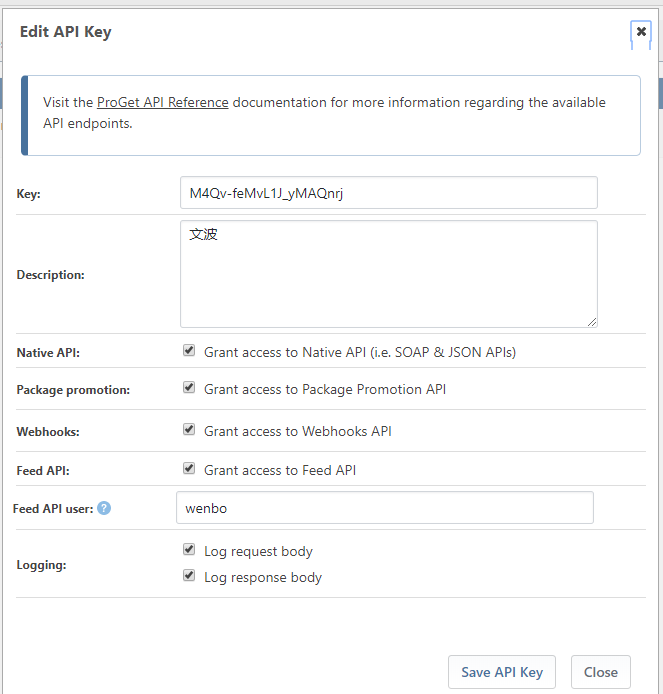 Edit API Key
Visit the ProGet API Reference documentation for more information regarding the available
API endpoints.
Key: M4Qv-feMvL1J_yMAQnrj
Description: 文波
Native API: Grant access to Native API (i.e. SOAP & JSON APIs)
Package promotion: Grant access to Package Promotion API
Webhooks: Grant access to Webhooks API
Feed API: Grant access to Feed API
Feed API user: ? wenbo
Logging: Log request body
Log response body
Save API Key Close